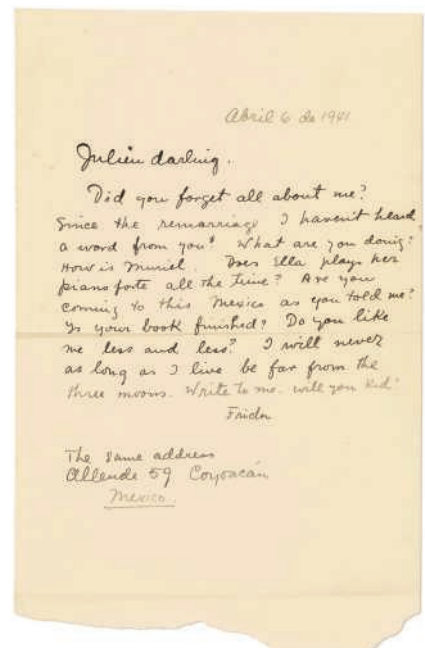 Abril 6 de 1941
Julien darling.
Did you forget all about me?
Since the remarriage I haven't heard
a word from you! What are you doing?
How is Muriel. Does Ella plays her
piano forte all the time? Are you
coming to this Mexico as you told me?
Is your book finished? Do you like
me less and less? I will never
as long as I live be far from the
three moons. Write to me. will you kid?
Frida
The same address
Allende 59 Coyoacán
Mexico.